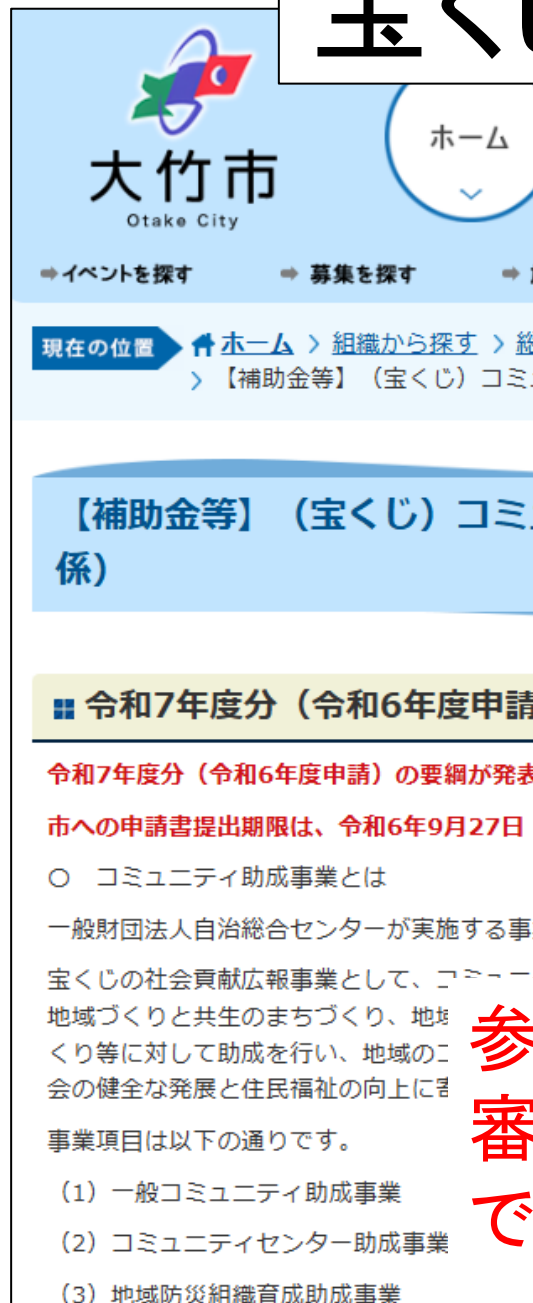 宝く
大竹市
Otake City
ホーム
イベントを探す
募集を探す
現在の位置
ホーム > 組織から探す >
> 【補助金等】(宝くじ)コミ
【補助金等】(宝くじ)コミ
係)
令和7年度分(令和6年度申請
令和7年度分(令和6年度申請)の要綱が発表
市への申請書提出期限は、令和6年9月27日
○ コミュニティ助成事業とは
一般財団法人自治総合センターが実施する事
宝くじの社会貢献広報事業として、コミュニ
地域づくりと共生のまちづくり、地域
くり等に対して助成を行い、地域のコ
会の健全な発展と住民福祉の向上に寄
事業項目は以下の通りです。
(1) 一般コミュニティ助成事業
(2) コミュニティセンター助成事業
(3) 地域防災組織育成助成事業
参
審
で